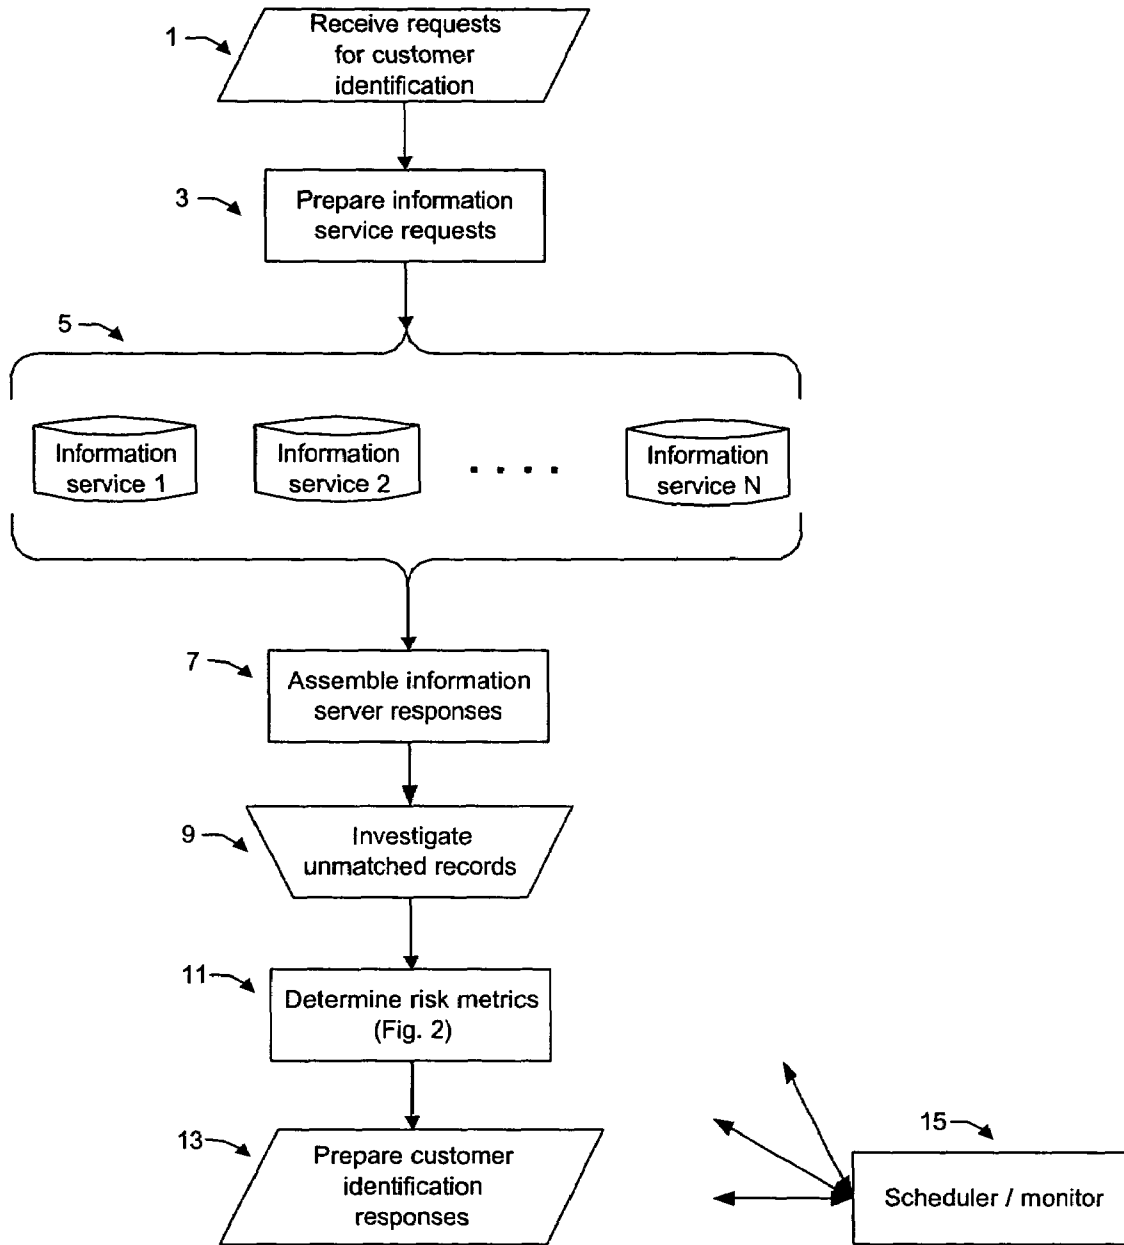 1
Receive requests
for customer
identification
3
Prepare information
service requests
5
Information
service 1
Information
service 2
. . . .
Information
service N
7
Assemble information
server responses
9
Investigate
unmatched records
11
Determine risk metrics
(Fig. 2)
13
Prepare customer
identification
responses
15
Scheduler / monitor